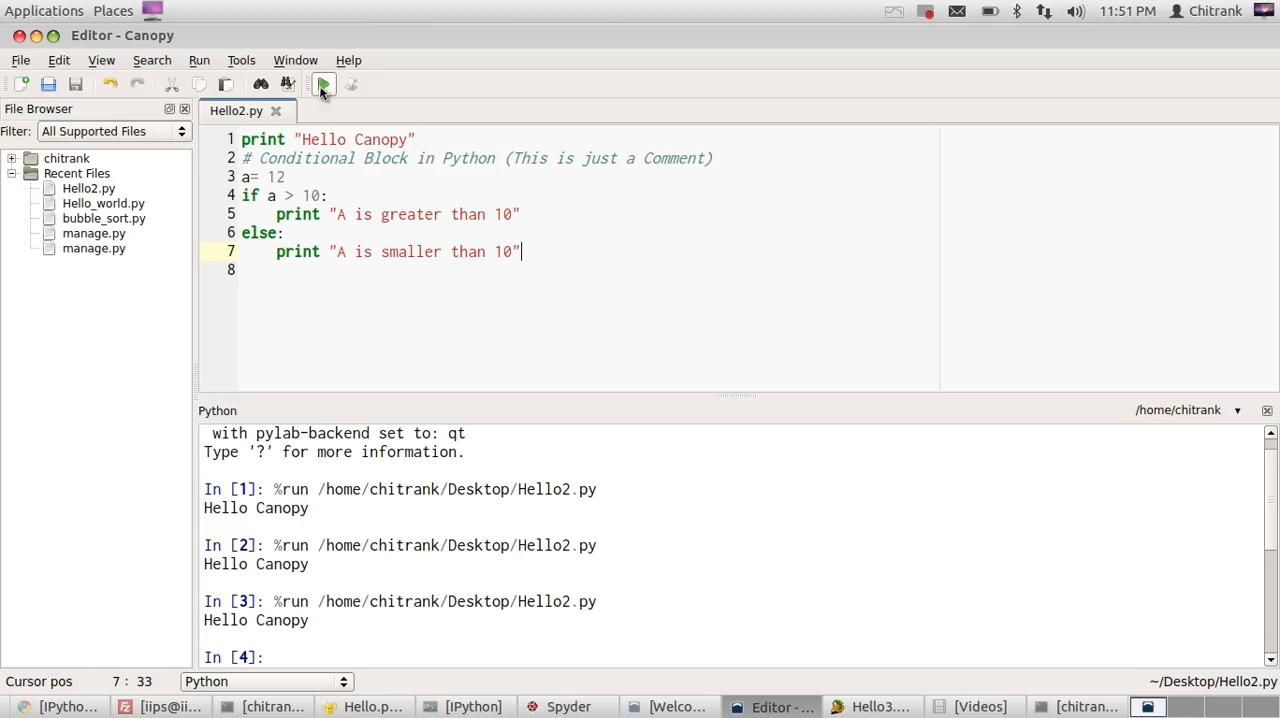 Applications Places 11:51 PM Chitrank
Editor - Canopy
File Edit View Search Run Tools Window Help
File Browser
Filter: All Supported Files
chitrank
Recent Files
Hello2.py
Hello_world.py
bubble_sort.py
manage.py
manage.py
Hello2.py
1 print "Hello Canopy"
2 # Conditional Block in Python (This is just a Comment)
3 a= 12
4 if a > 10:
5 print "A is greater than 10"
6 else:
7 print "A is smaller than 10"
8
Python /home/chitrank
with pylab-backend set to: qt
Type '?' for more information.
In [1]: %run /home/chitrank/Desktop/Hello2.py
Hello Canopy
In [2]: %run /home/chitrank/Desktop/Hello2.py
Hello Canopy
In [3]: %run /home/chitrank/Desktop/Hello2.py
Hello Canopy
In [4]:
Cursor pos 7 : 33 Python ~/Desktop/Hello2.py
[IPytho... [iips@ii... [chitran... Hello.p... [IPython] Spyder [Welco... Editor - ... Hello3.... [Videos] [chitran...